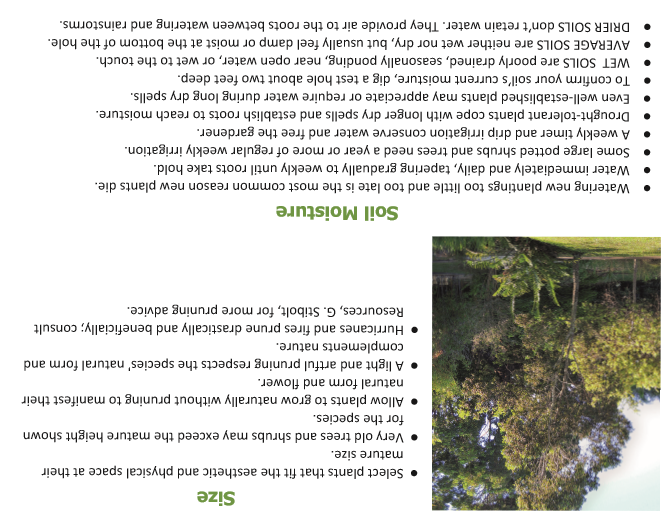 Size
• Select plants that fit the aesthetic and physical space at their
mature size.
• Very old trees and shrubs may exceed the mature height shown
for the species.
• Allow plants to grow naturally without pruning to manifest their
natural form and flower.
• A light and artful pruning respects the species' natural form and
complements nature.
• Hurricanes and fires prune drastically and beneficially; consult
Resources, G. Stibolt, for more pruning advice.
Soil Moisture
• Watering new plantings too little and too late is the most common reason new plants die.
• Water immediately and daily, tapering gradually to weekly until roots take hold.
• Some large potted shrubs and trees need a year or more of regular weekly irrigation.
• A weekly timer and drip irrigation conserve water and free the gardener.
• Drought-tolerant plants cope with longer dry spells and establish roots to reach moisture.
• Even well-established plants may appreciate or require water during long dry spells.
• To confirm your soil's current moisture, dig a test hole about two feet deep.
• WET SOILS are poorly drained, seasonally ponding, near open water, or wet to the touch.
• AVERAGE SOILS are neither wet nor dry, but usually feel damp or moist at the bottom of the hole.
• DRIER SOILS don't retain water. They provide air to the roots between watering and rainstorms.